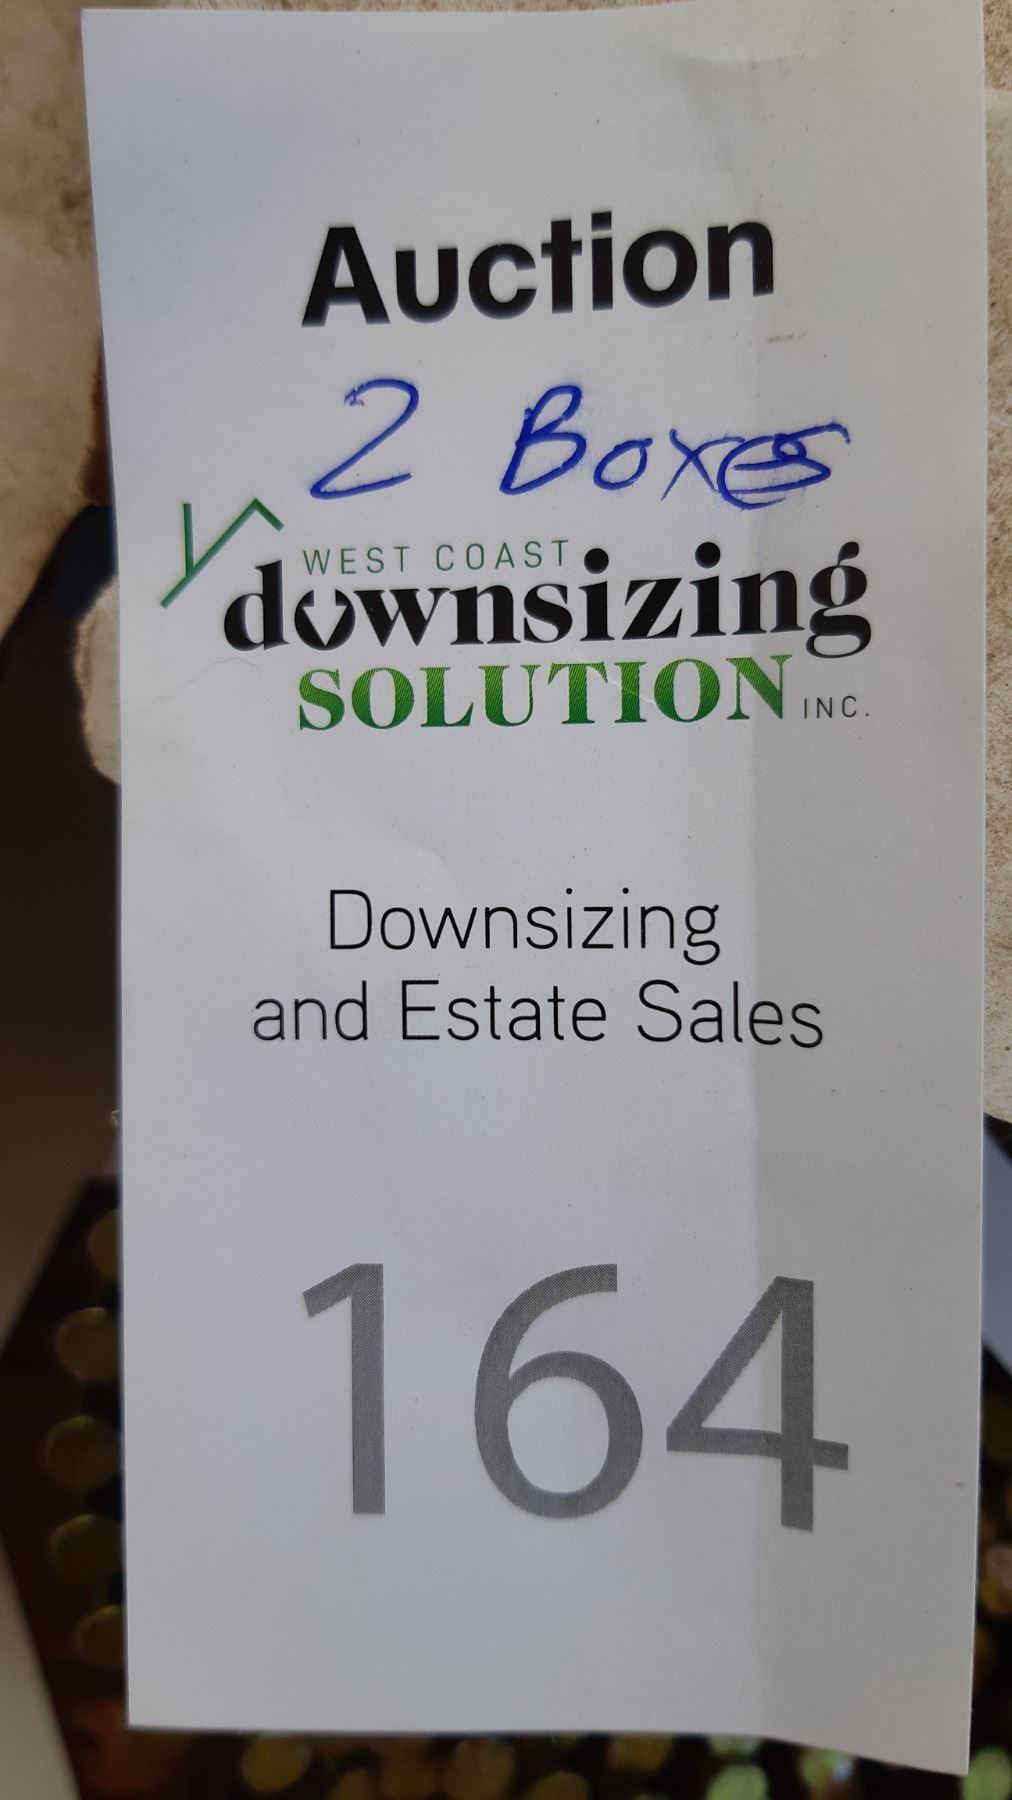 Auction
2 Boxes
WEST COAST
downsizing
SOLUTION INC.
Downsizing
and Estate Sales
164